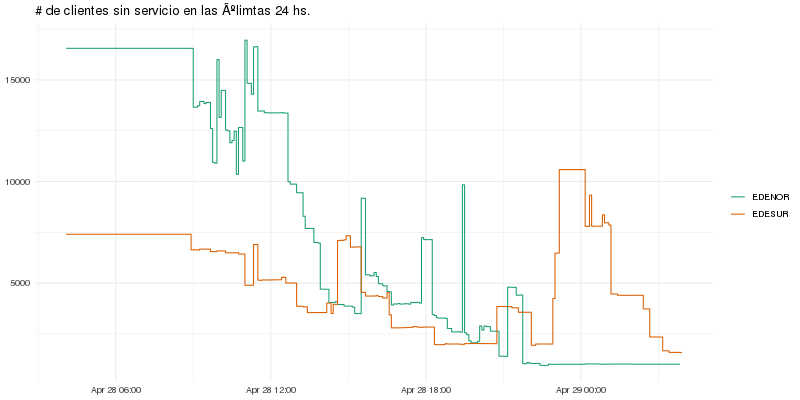 # de clientes sin servicio en las Ãºlimtas 24 hs.
15000
10000
5000
Apr 28 06:00
Apr 28 12:00
Apr 28 18:00
Apr 29 00:00
EDENOR
EDESUR